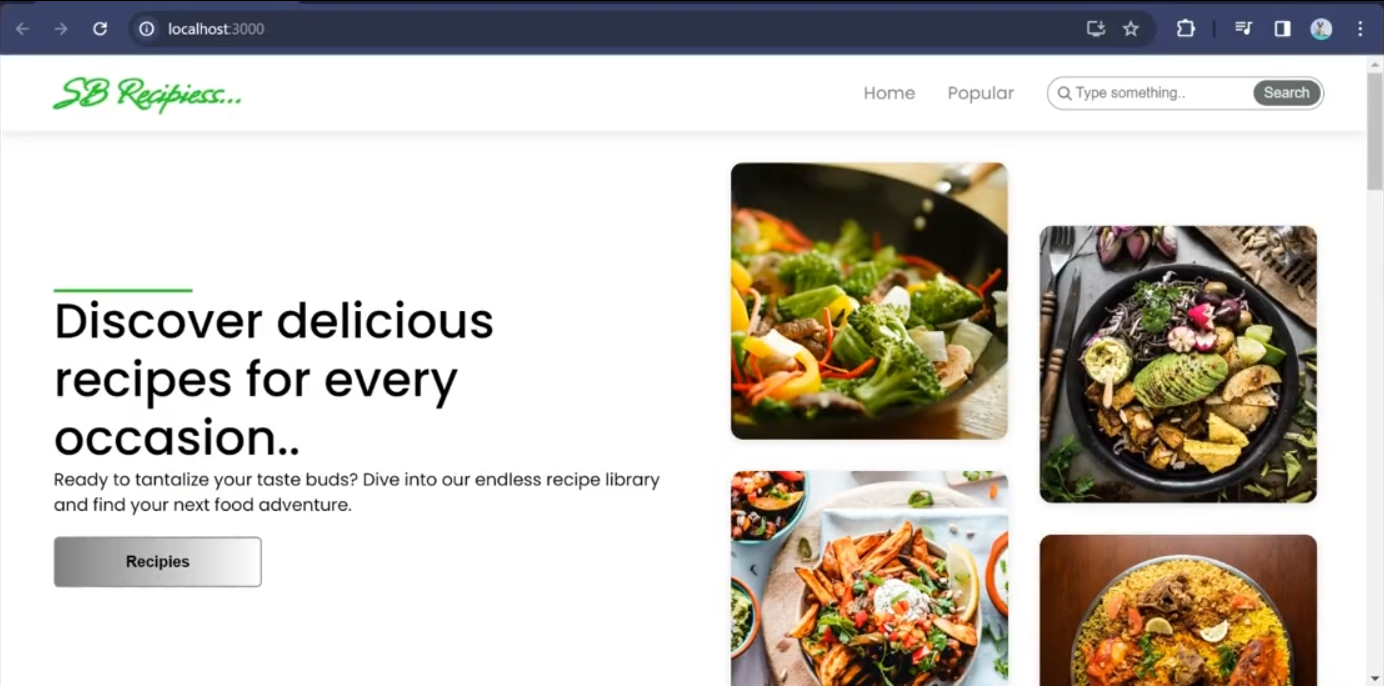 localhost:3000
SB Recipiess...
Home Popular Type something.. Search
Discover delicious
recipes for every
occasion..
Ready to tantalize your taste buds? Dive into our endless recipe library
and find your next food adventure.
Recipies